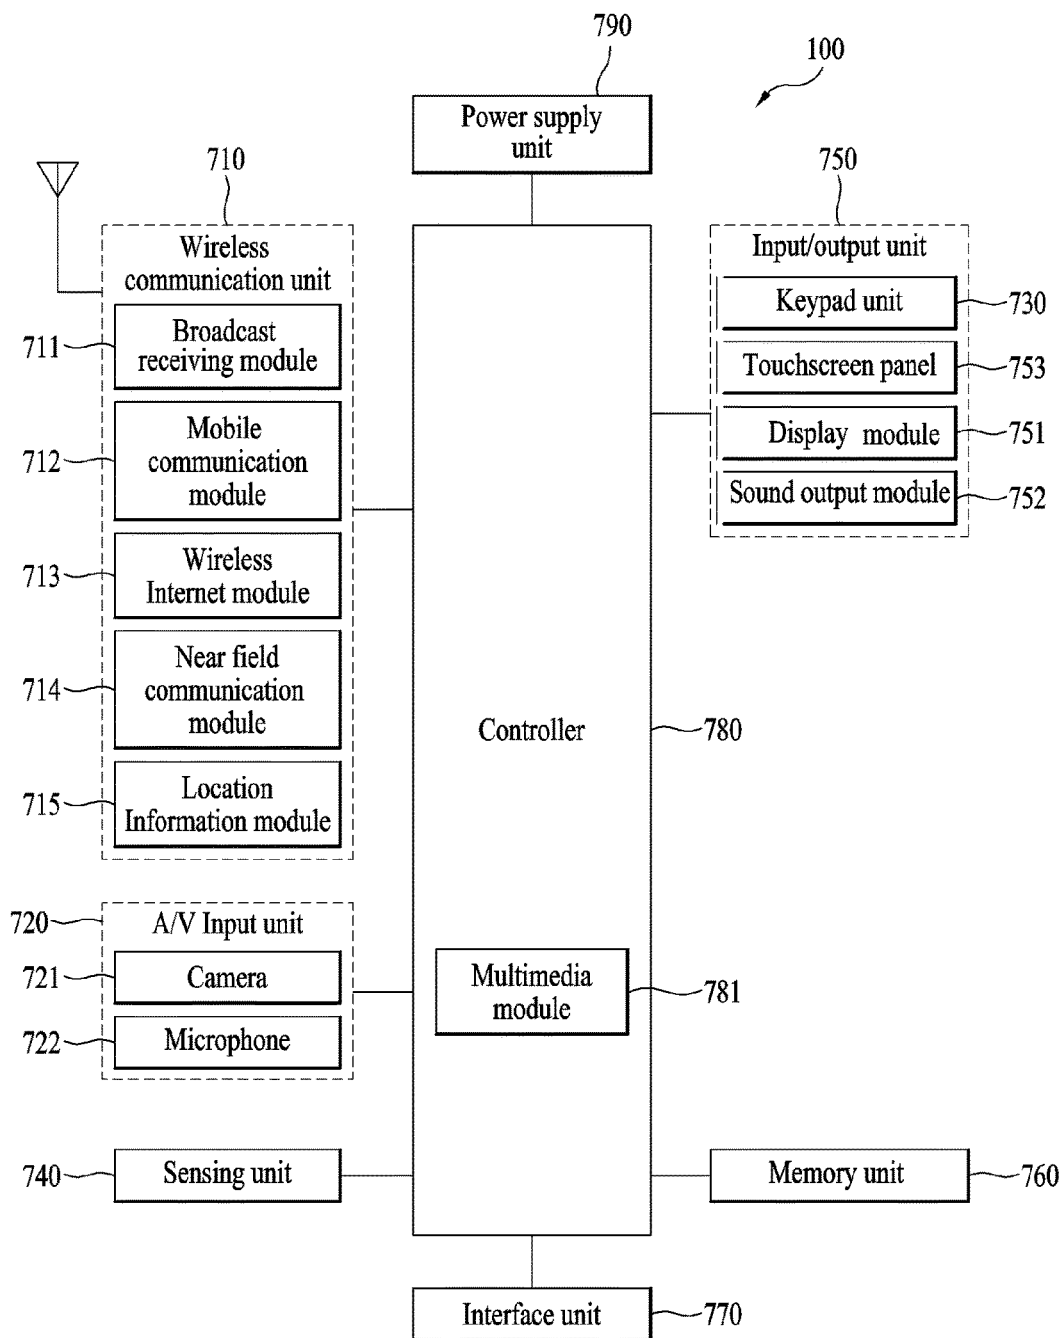 790
100
Power supply
unit
710
750
Wireless
communication unit
Input/output unit
711
Broadcast
receiving module
Keypad unit
730
Touchscreen panel
753
712
Mobile
communication
module
Display module
751
Sound output module
752
713
Wireless
Internet module
714
Near field
communication
module
Controller
780
715
Location
Information module
720
A/V Input unit
721
Camera
Multimedia
module
781
722
Microphone
740
Sensing unit
Memory unit
760
Interface unit
770